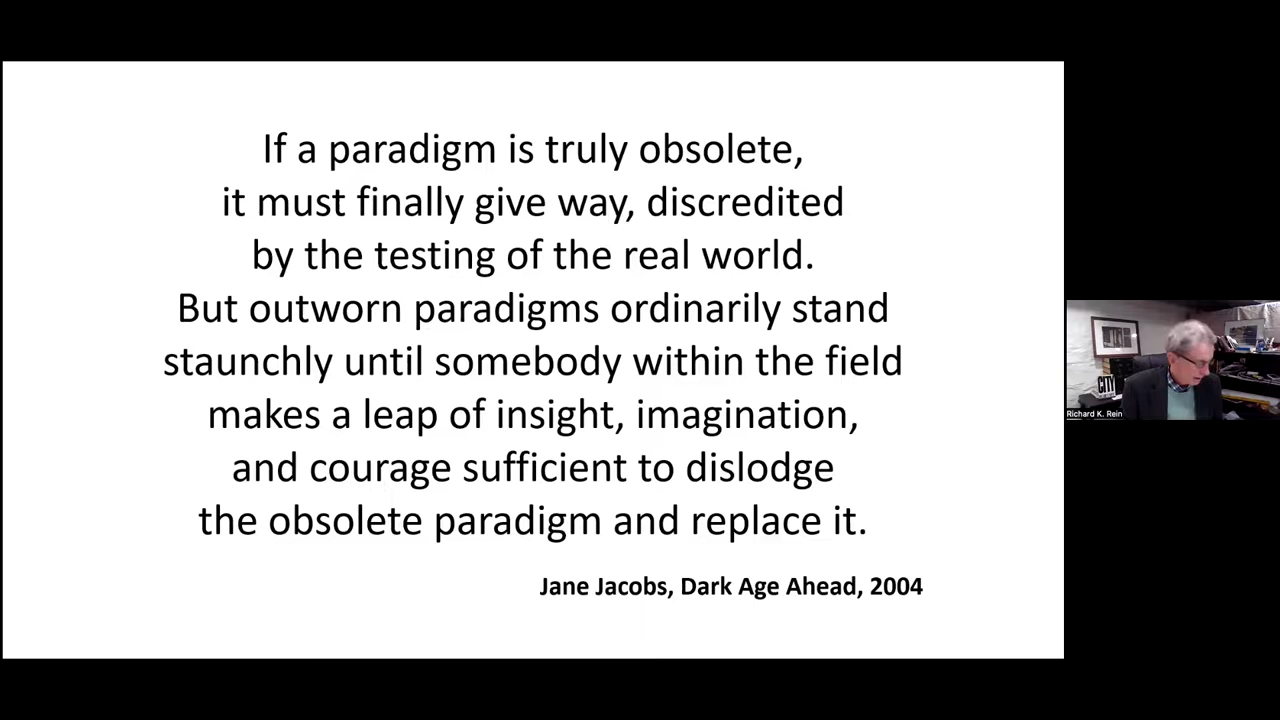 If a paradigm is truly obsolete,
it must finally give way, discredited
by the testing of the real world.
But outworn paradigms ordinarily stand
staunchly until somebody within the field
makes a leap of insight, imagination,
and courage sufficient to dislodge
the obsolete paradigm and replace it.
Jane Jacobs, Dark Age Ahead, 2004
CITY
Richard K. Rein